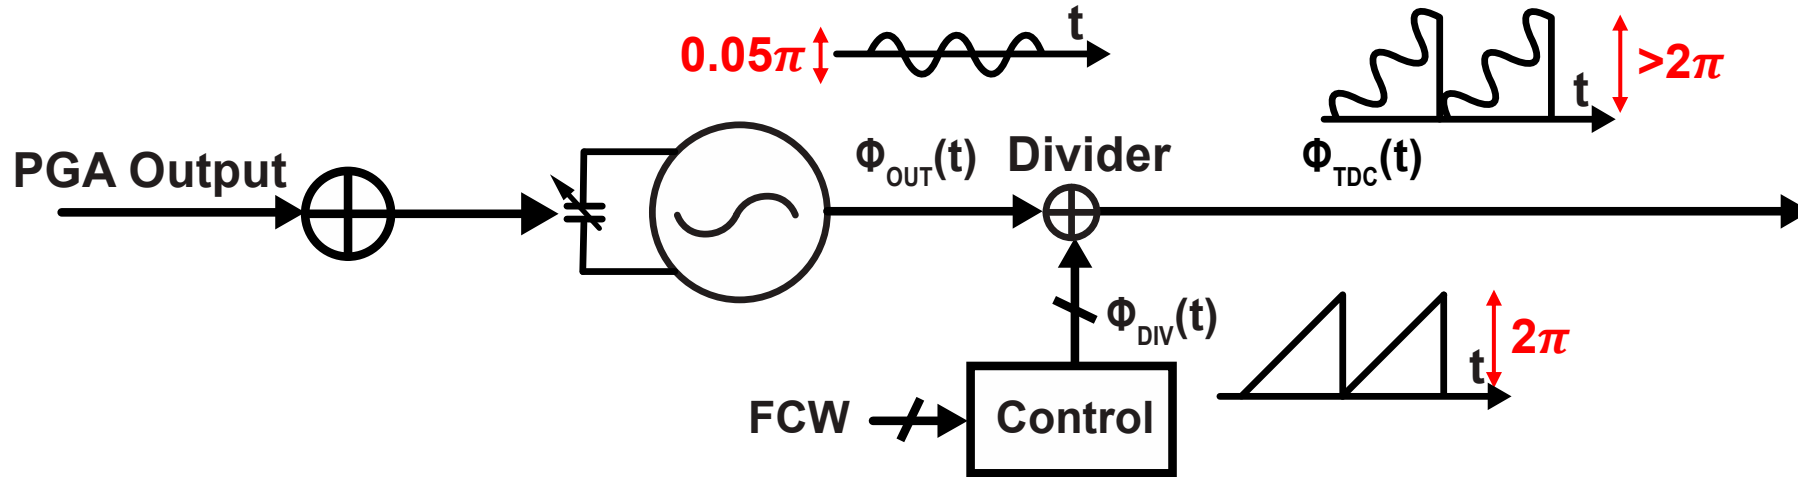 0.05π
t
>2π
t
PGA Output
Φ_OUT(t)
Divider
Φ_TDC(t)
Φ_DIV(t)
2π
t
FCW
Control